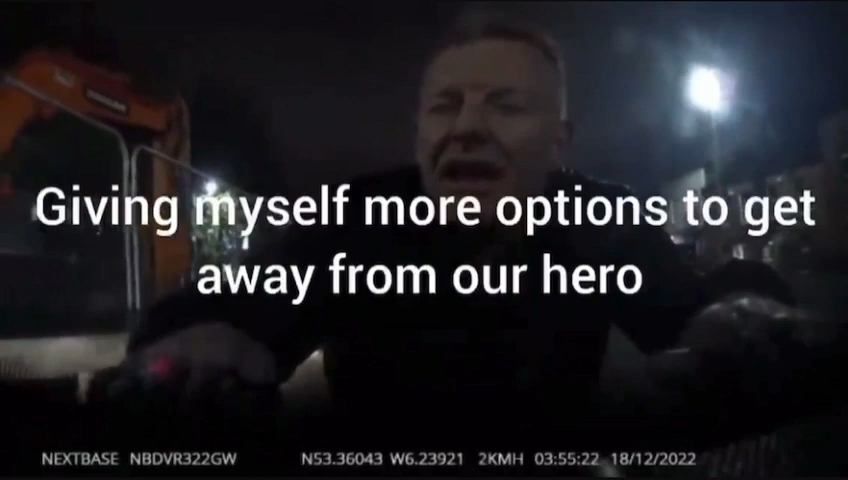 Giving myself more options to get
away from our hero
NEXTBASE NBDVR322GW N53.36043 W6.23921 2KMH 03:55:22 18/12/2022